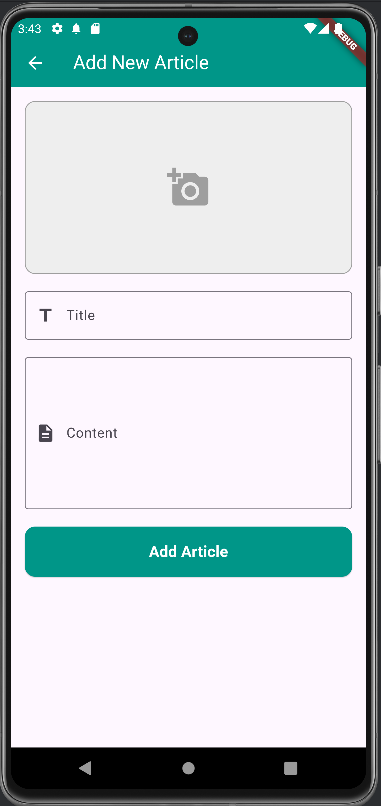 3:43
DEBUG
Add New Article
Title
Content
Add Article